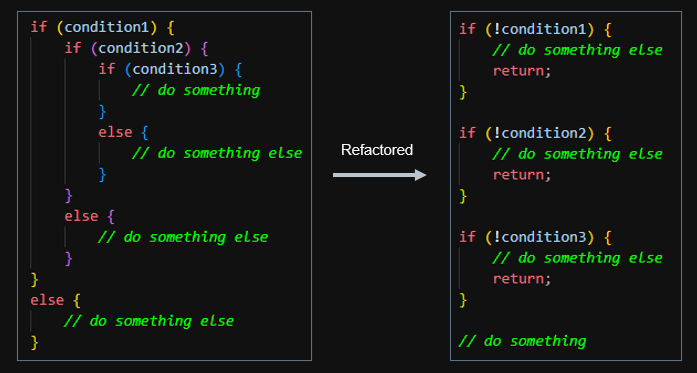 if (condition1) {
if (condition2) {
if (condition3) {
// do something
}
else {
// do something else
}
}
else {
// do something else
}
}
else {
// do something else
}
Refactored
if (!condition1) {
// do something else
return;
}
if (!condition2) {
// do something else
return;
}
if (!condition3) {
// do something else
return;
}
// do something